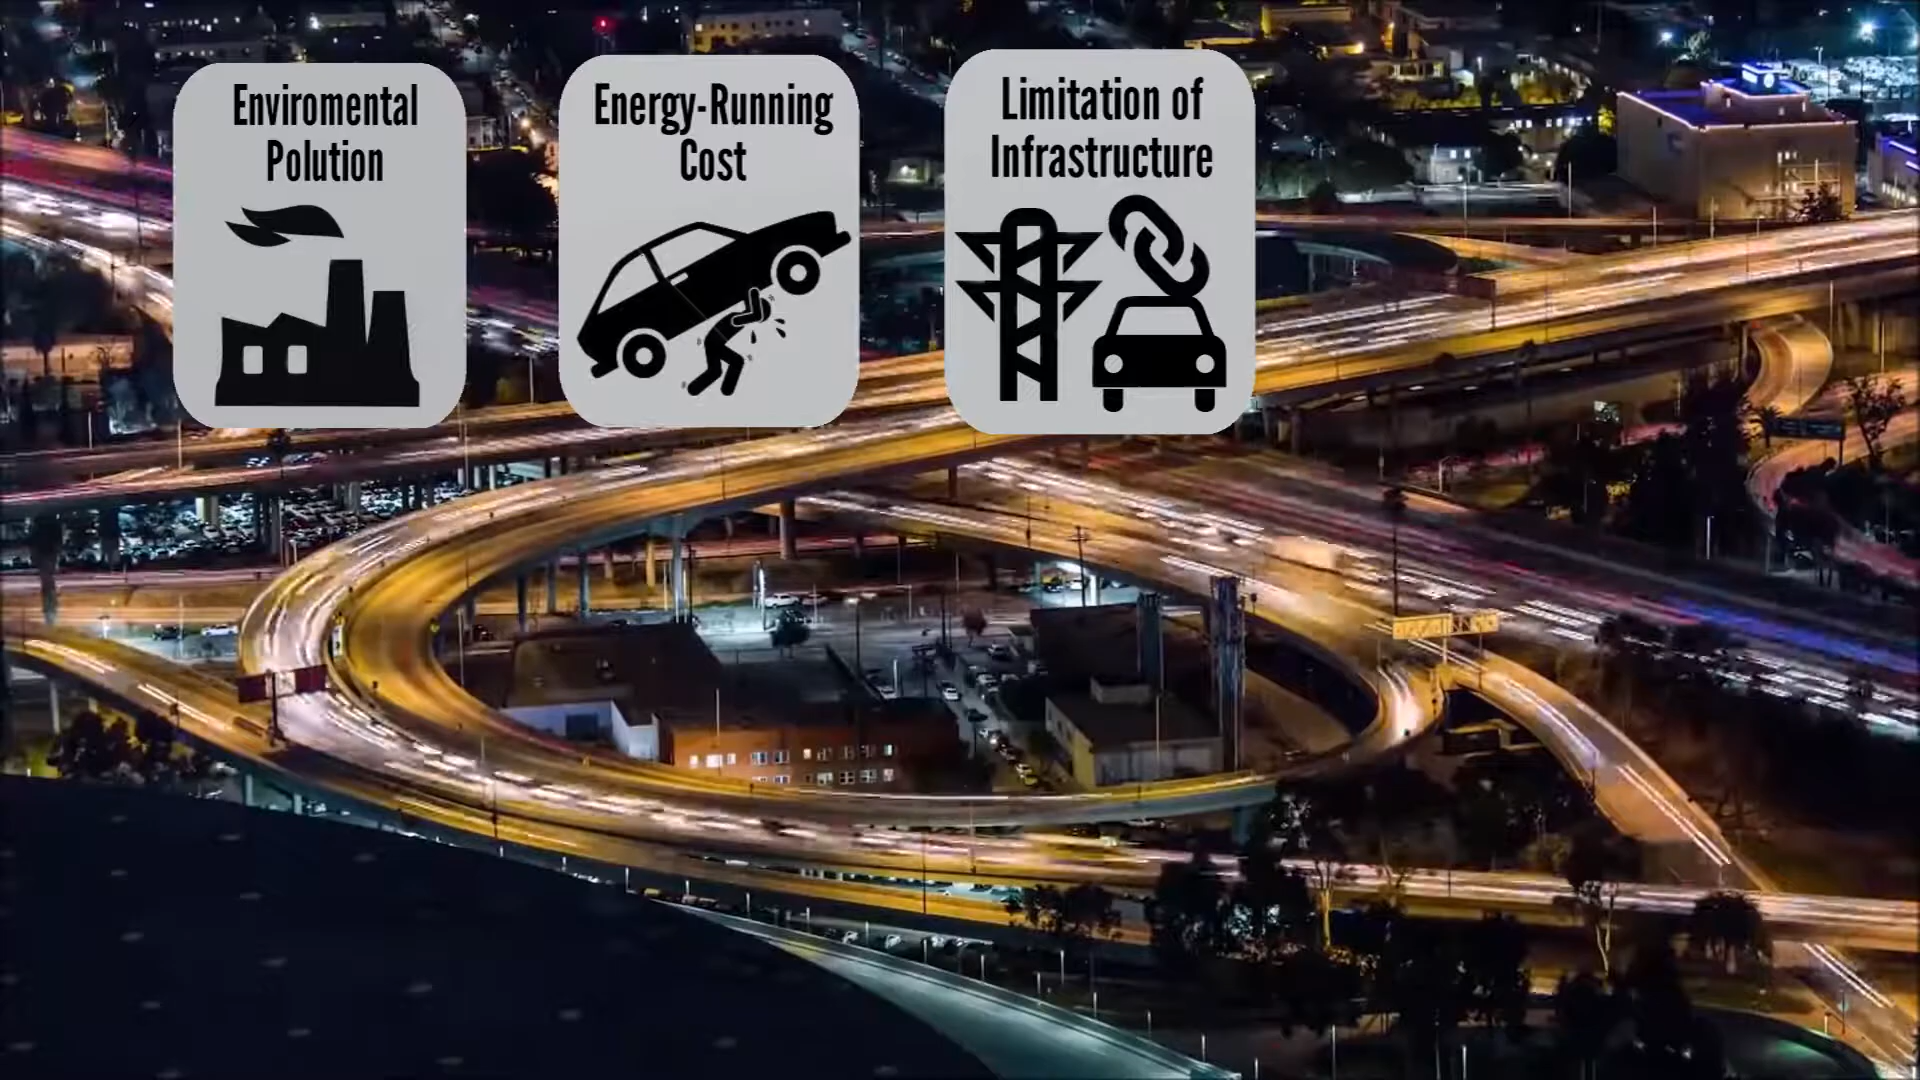 Enviromental
Polution
Energy-Running
Cost
Limitation of
Infrastructure